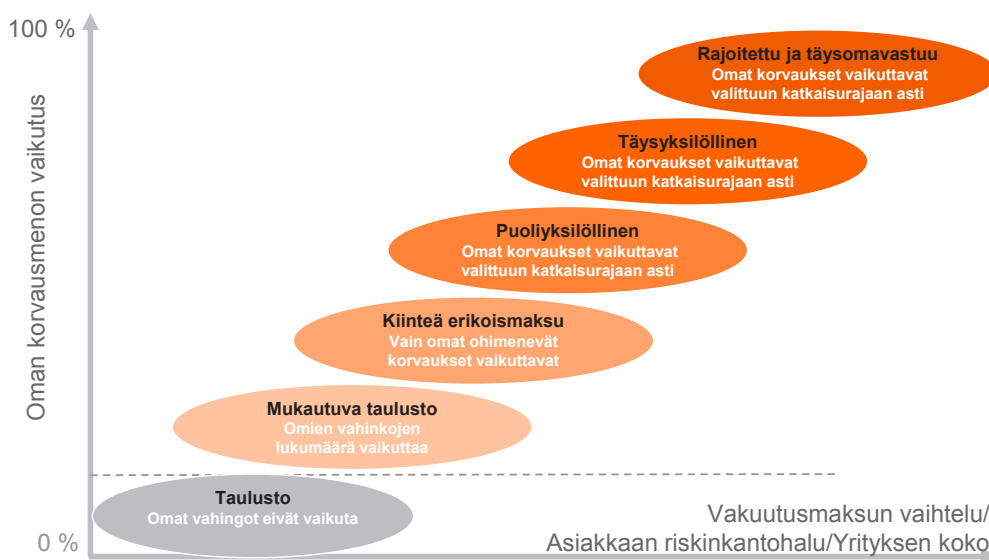 100 %
Oman korvausmenon vaikutus
Rajoitettu ja täysomavastuu
Omat korvaukset vaikuttavat
valittuun katkaisurajaan asti
Täysyksilöllinen
Omat korvaukset vaikuttavat
valittuun katkaisurajaan asti
Puoliyksilöllinen
Omat korvaukset vaikuttavat
valittuun katkaisurajaan asti
Kiinteä erikoismaksu
Vain omat ohimenevät
korvaukset vaikuttavat
Mukautuva taulusto
Omien vahinkojen
lukumäärä vaikuttaa
Taulusto
Omat vahingot eivät vaikuta
0 %
Vakuutusmaksun vaihtelu/
Asiakkaan riskinkantohalu/Yrityksen koko